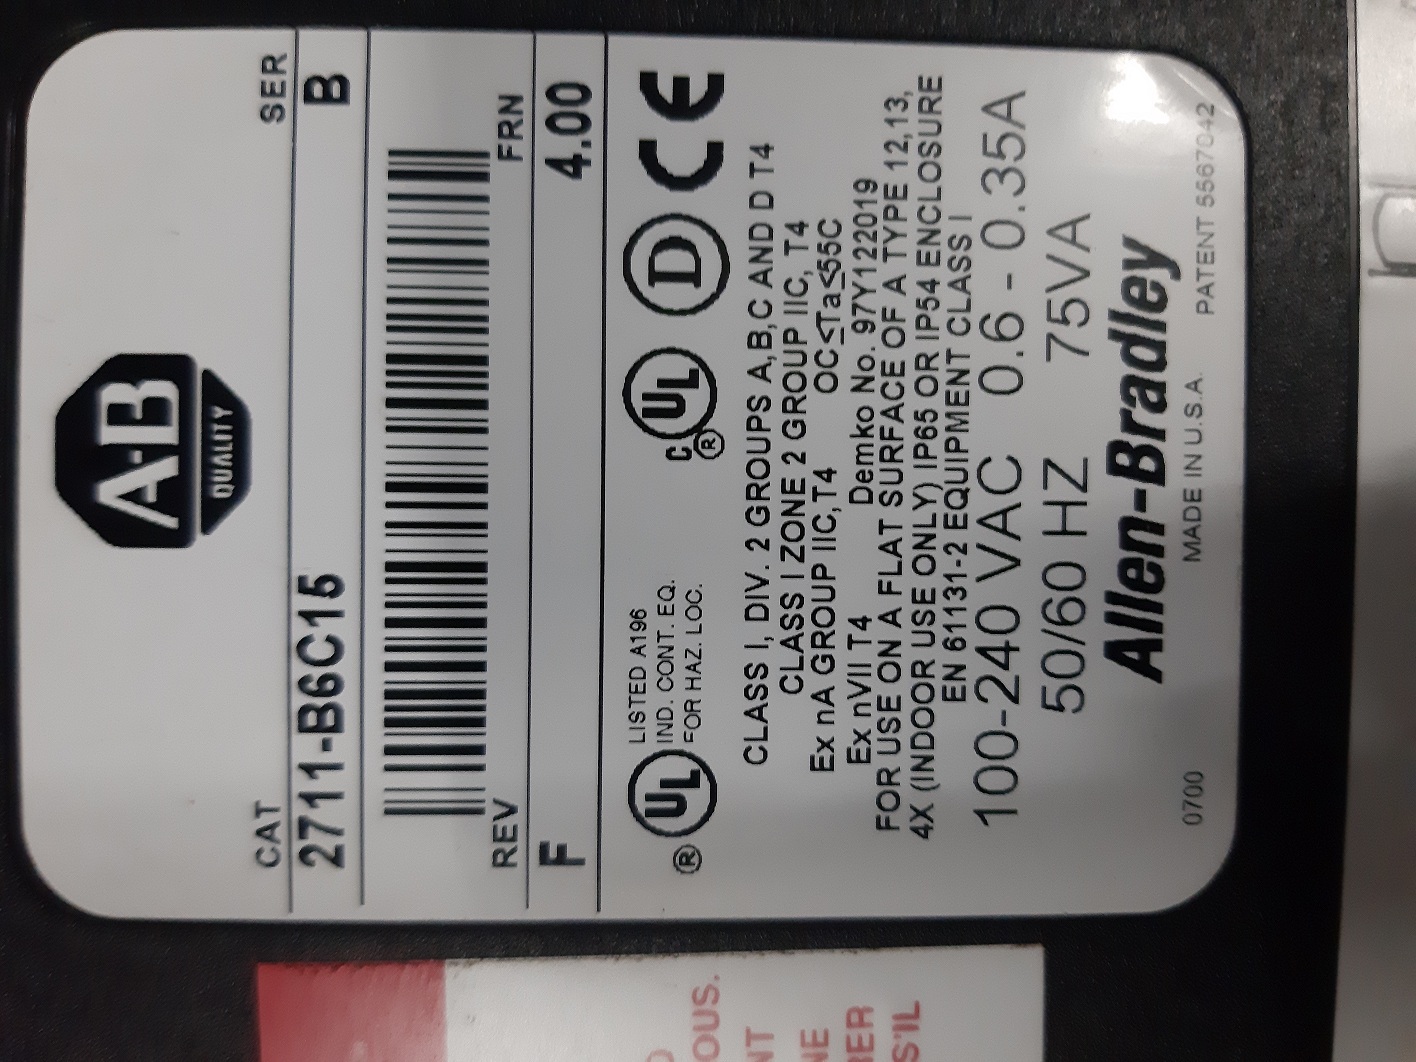 A-B
QUALITY
CAT SER
2711-B6C15 B
REV FRN
F 4.00
LISTED A196
IND. CONT. EQ.
FOR HAZ. LOC.
® UL C UL ® D CE
CLASS I, DIV. 2 GROUPS A,B,C AND D T4
CLASS I ZONE 2 GROUP IIC, T4
Ex nA GROUP IIC,T4 OC≤Ta≤55C
Ex nVII T4 Demko No. 97Y122019
FOR USE ON A FLAT SURFACE OF A TYPE 12,13,
4X (INDOOR USE ONLY) IP65 OR IP54 ENCLOSURE
EN 61131-2 EQUIPMENT CLASS I
100-240 VAC 0.6 - 0.35A
50/60 HZ 75VA
Allen-Bradley
0700 MADE IN U.S.A. PATENT 5567042
OUS.
NT
NE
BER
S'IL